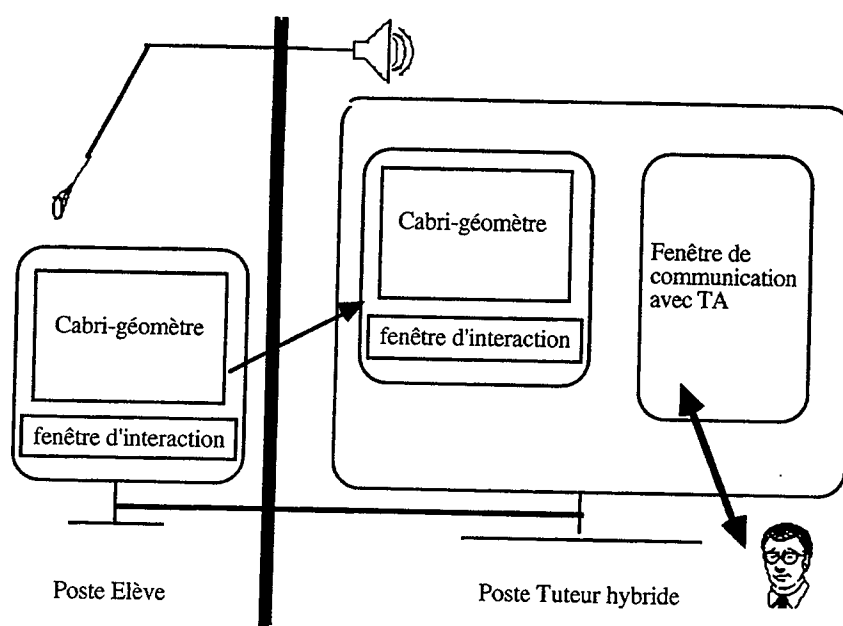 Cabri-géomètre
fenêtre d'interaction
Poste Elève
Cabri-géomètre
fenêtre d'interaction
Fenêtre de
communication
avec TA
Poste Tuteur hybride